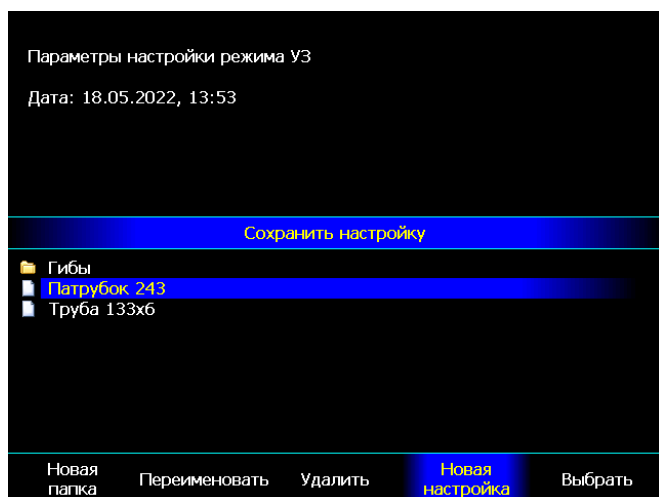 Параметры настройки режима УЗ
Дата: 18.05.2022, 13:53
Сохранить настройку
Гибы
Патрубок 243
Труба 133х6
Новая папка
Переименовать
Удалить
Новая настройка
Выбрать